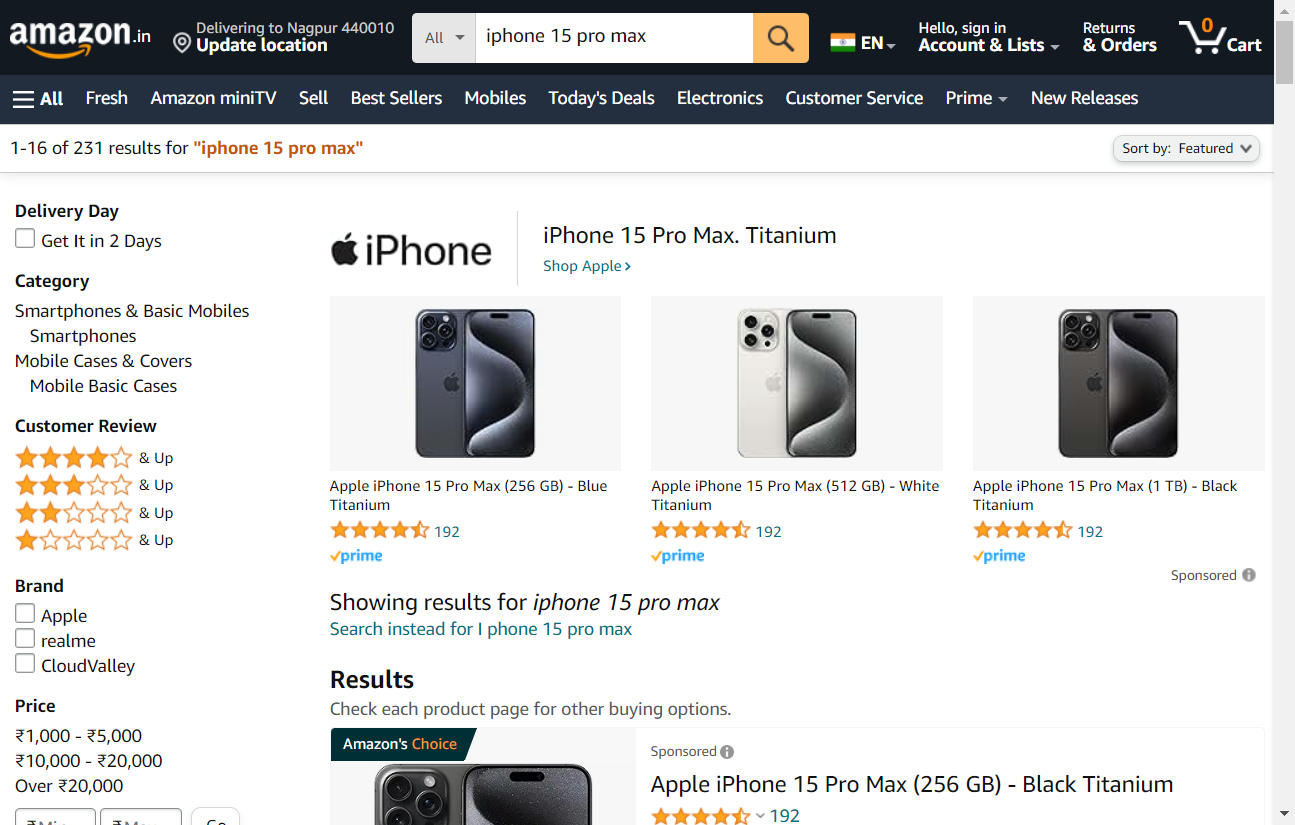 amazon.in
Delivering to Nagpur 440010
Update location
All
iphone 15 pro max
EN
Hello, sign in
Account & Lists
Returns
& Orders
0
Cart
All
Fresh
Amazon miniTV
Sell
Best Sellers
Mobiles
Today's Deals
Electronics
Customer Service
Prime
New Releases
1-16 of 231 results for "iphone 15 pro max"
Sort by: Featured
Delivery Day
Get It in 2 Days
Category
Smartphones & Basic Mobiles
Smartphones
Mobile Cases & Covers
Mobile Basic Cases
Customer Review
& Up
& Up
& Up
& Up
Brand
Apple
realme
CloudValley
Price
₹1,000 - ₹5,000
₹10,000 - ₹20,000
Over ₹20,000
₹ Min
₹ Max
Go
iPhone
iPhone 15 Pro Max. Titanium
Shop Apple ›
Apple iPhone 15 Pro Max (256 GB) - Blue
Titanium
192
prime
Apple iPhone 15 Pro Max (512 GB) - White
Titanium
192
prime
Apple iPhone 15 Pro Max (1 TB) - Black
Titanium
192
prime
Sponsored
Showing results for iphone 15 pro max
Search instead for I phone 15 pro max
Results
Check each product page for other buying options.
Amazon's Choice
Sponsored
Apple iPhone 15 Pro Max (256 GB) - Black Titanium
192